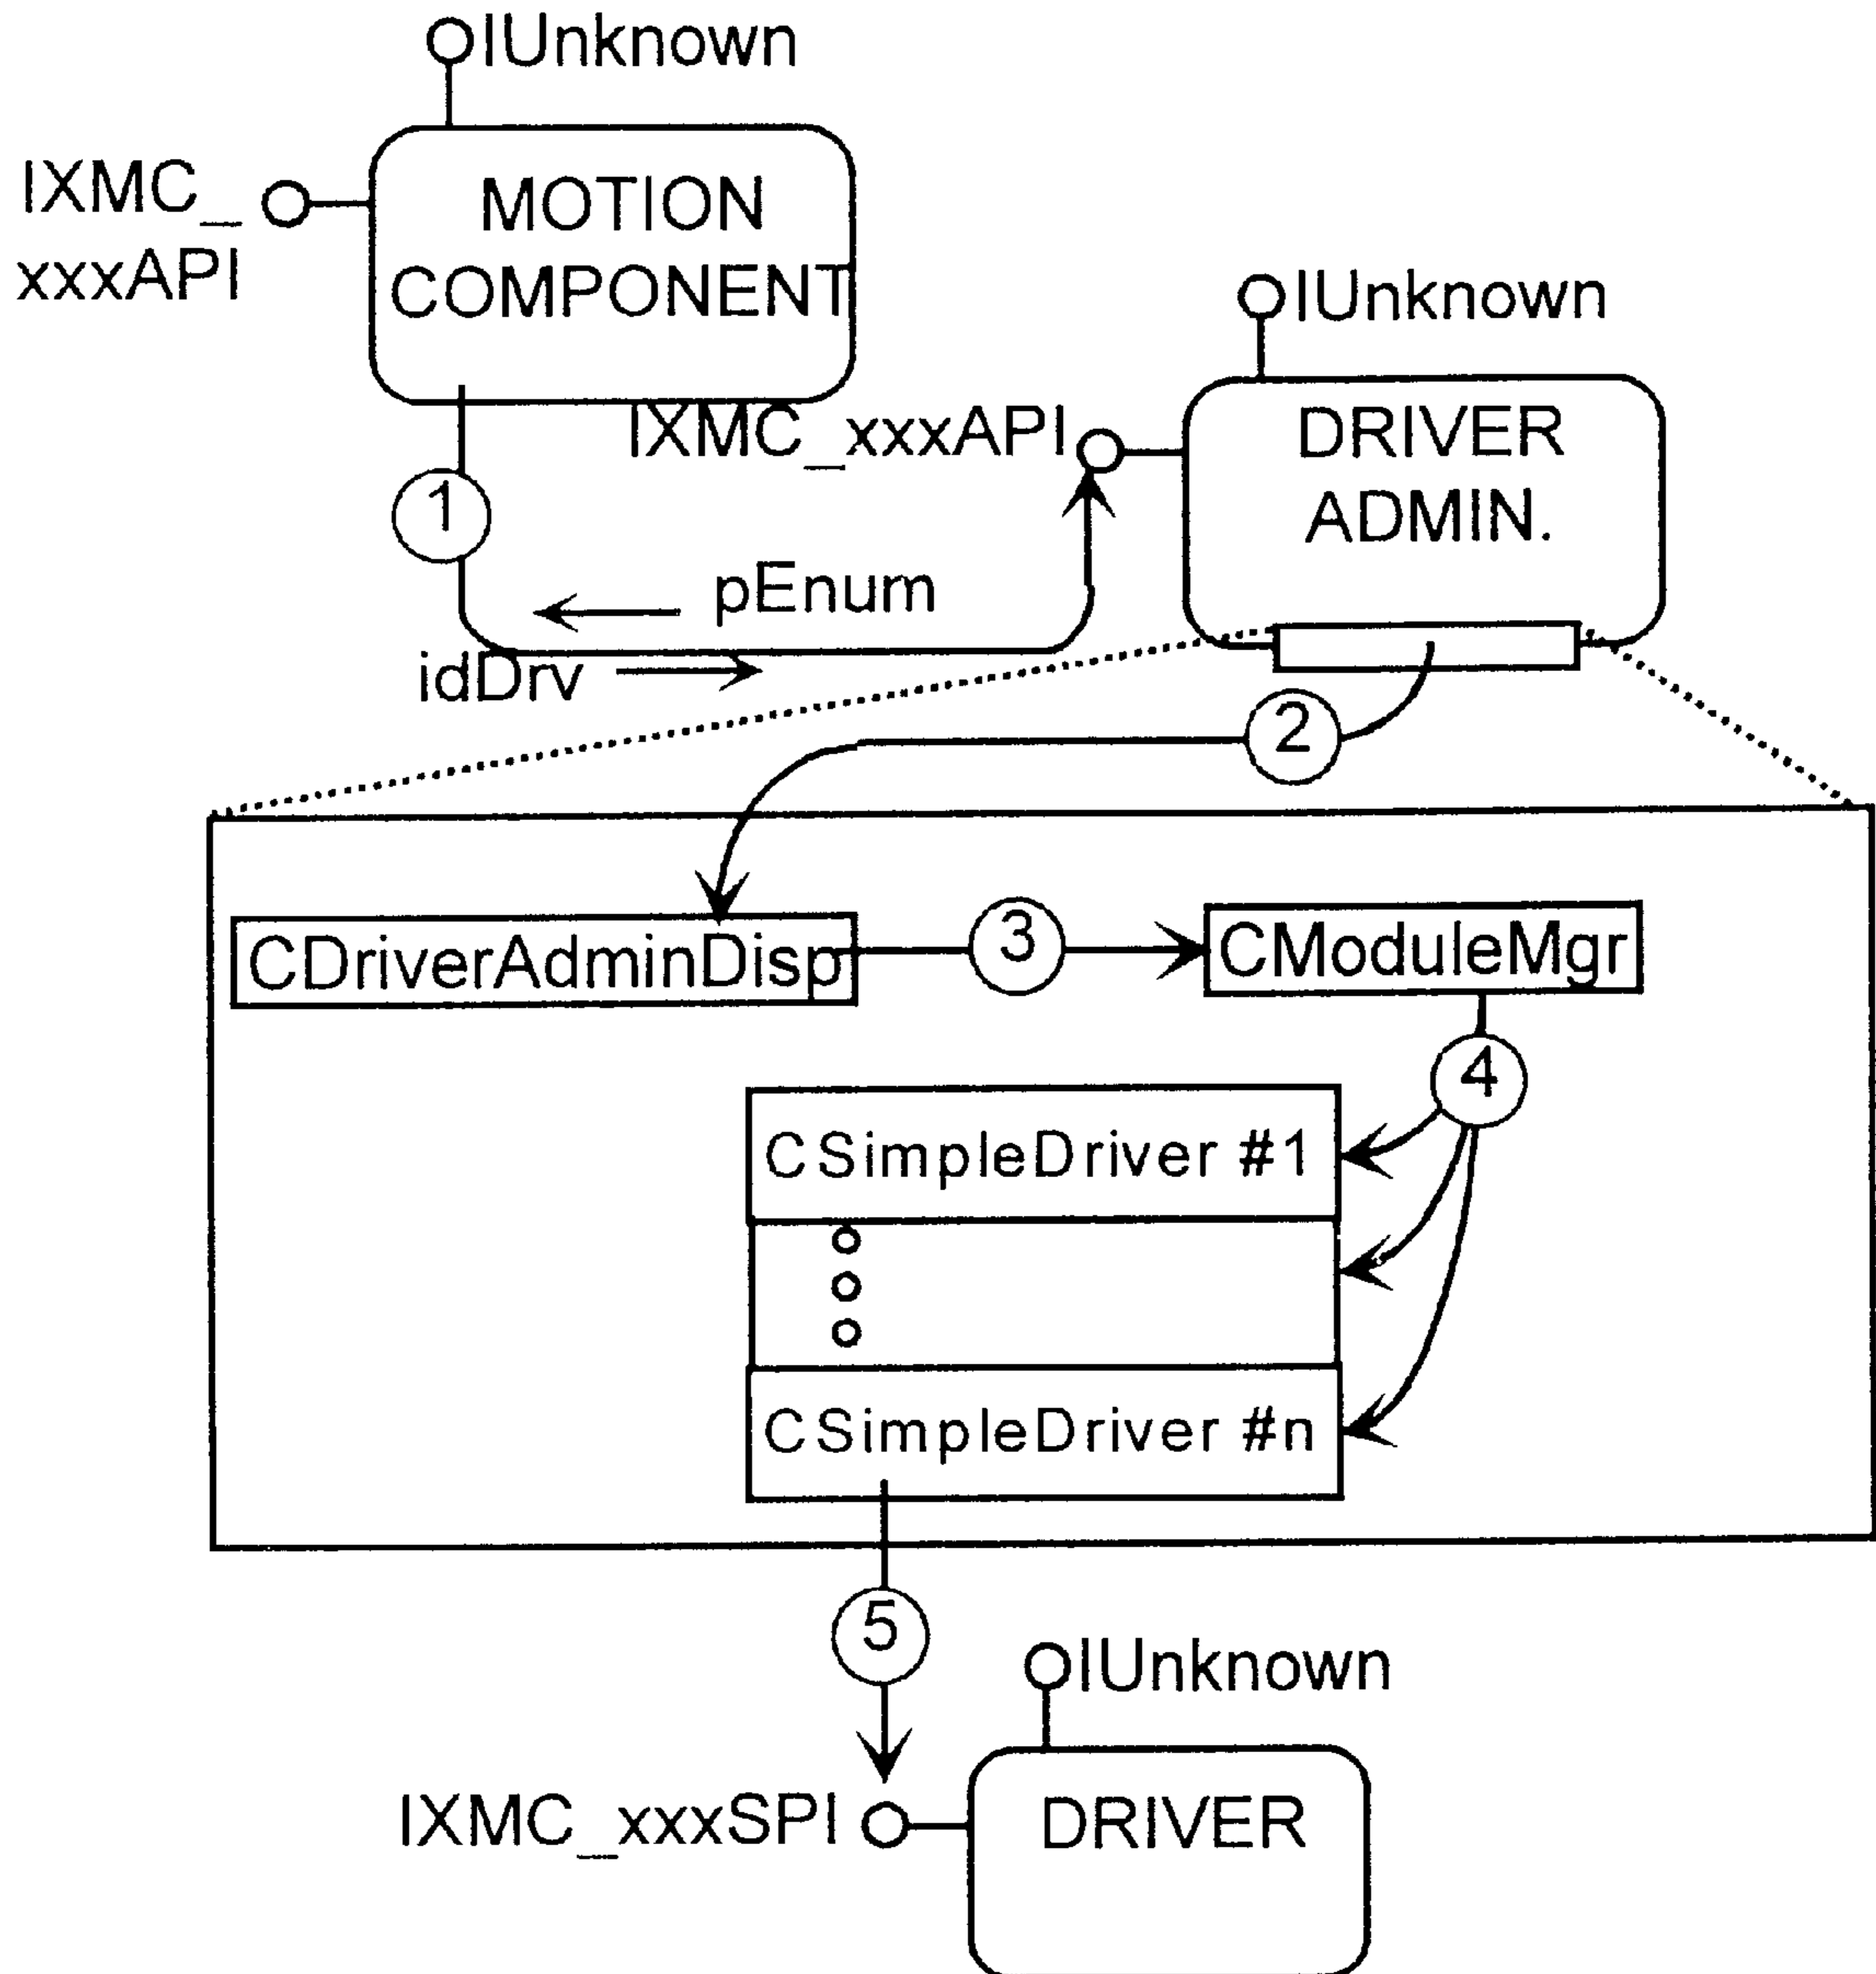 IUnknown
IXMC_
xxxAPI
MOTION
COMPONENT
IUnknown
IXMC_xxxAPI
DRIVER
ADMIN.
1
pEnum
idDrv
2
CDriverAdminDisp
3
CModuleMgr
4
CSimpleDriver #1
CSimpleDriver #n
5
IUnknown
IXMC_xxxSPI
DRIVER